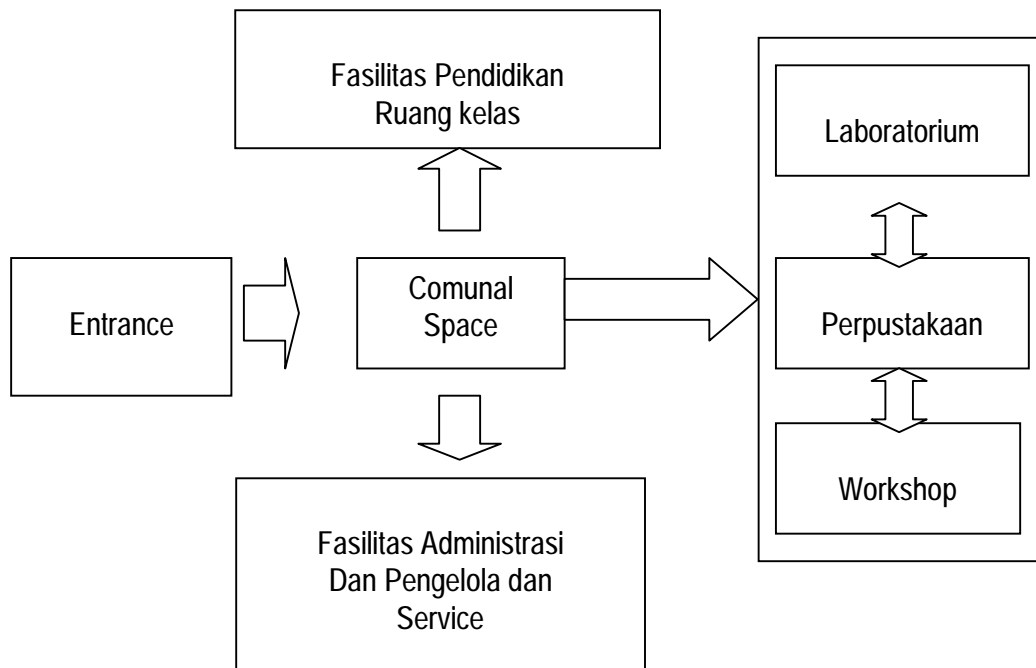 Fasilitas Pendidikan
Ruang kelas
Laboratorium
Entrance
Comunal
Space
Perpustakaan
Workshop
Fasilitas Administrasi
Dan Pengelola dan
Service